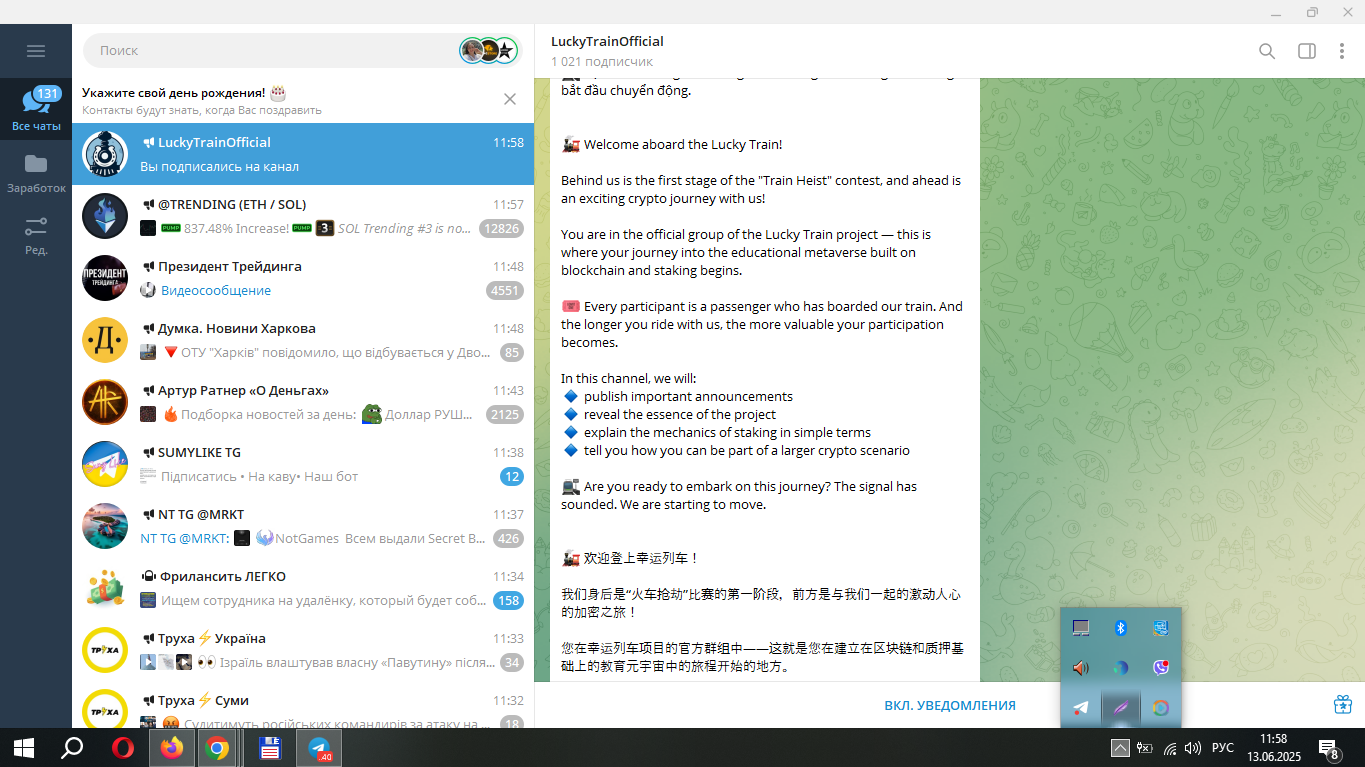 Поиск
Укажите свой день рождения!
Контакты будут знать, когда Вас поздравить
131
Все чаты
Заработок
Ред.
LuckyTrainOfficial 11:58
Вы подписались на канал
@TRENDING (ETH / SOL) 11:57
PUMP 837.48% Increase! PUMP 3 SOL Trending #3 is no... 12826
ПРЕЗИДЕНТ ТРЕЙДИНГА
Президент Трейдинга 11:48
Видеосообщение 4551
·Д·
Думка. Новини Харкова 11:48
ОТУ "Харків" повідомило, що відбувається у Дво... 85
Артур Ратнер «О Деньгах» 11:43
Подборка новостей за день: Доллар РУШ... 2125
SUMYLIKE TG 11:38
Підписатись • На каву• Наш бот 12
NT TG @MRKT 11:37
NT TG @MRKT: NotGames Всем выдали Secret B... 426
Фрилансить ЛЕГКО 11:34
Ищем сотрудника на удалёнку, который будет соб... 158
ТРУХА
Труха⚡Україна 11:33
Ізраїль влаштував власну «Павутину» після... 34
ТРУХА
Труха⚡Суми 11:32
Судитимуть російських командирів за атаку на ... 18
LuckyTrainOfficial
1 021 подписчик
bắt đầu chuyển động.
Welcome aboard the Lucky Train!
Behind us is the first stage of the "Train Heist" contest, and ahead is
an exciting crypto journey with us!
You are in the official group of the Lucky Train project — this is
where your journey into the educational metaverse built on
blockchain and staking begins.
Every participant is a passenger who has boarded our train. And
the longer you ride with us, the more valuable your participation
becomes.
In this channel, we will:
publish important announcements
reveal the essence of the project
explain the mechanics of staking in simple terms
tell you how you can be part of a larger crypto scenario
Are you ready to embark on this journey? The signal has
sounded. We are starting to move.
欢迎登上幸运列车！
我们身后是“火车抢劫”比赛的第一阶段，前方是与我们一起的激动人心
的加密之旅！
您在幸运列车项目的官方群组中——这就是您在建立在区块链和质押基
础上的教育元宇宙中的旅程开始的地方。
ВКЛ. УВЕДОМЛЕНИЯ
.40
РУС
11:58
13.06.2025
8